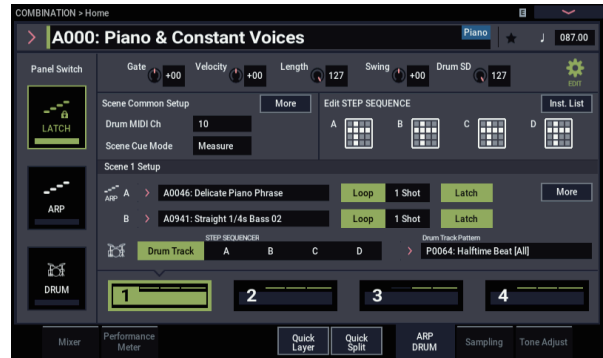 COMBINATION > Home E
A000: Piano & Constant Voices Piano ♩ 087.00
Panel Switch
Gate +00 Velocity +00 Length 127 Swing +00 Drum SD 127 EDIT
LATCH
Scene Common Setup More
Edit STEP SEQUENCE Inst. List
Drum MIDI Ch 10
A B C D
Scene Cue Mode Measure
Scene 1 Setup
ARP
ARP A > A0046: Delicate Piano Phrase Loop 1 Shot Latch More
B > A0941: Straight 1/4s Bass 02 Loop 1 Shot Latch
STEP SEQUENCER Drum Track Pattern
Drum Track A B C D > P0064: Halftime Beat [All]
DRUM
1 2 3 4
Mixer
Performance
Meter
Quick
Layer
Quick
Split
ARP
DRUM
Sampling
Tone Adjust